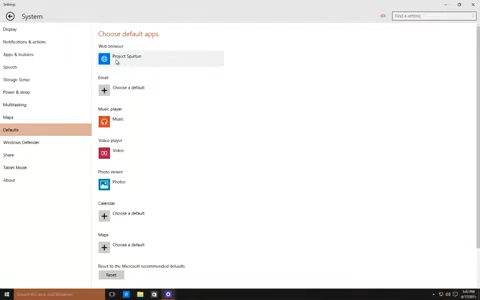 Settings
System
Find a setting
Display
Notifications & actions
Apps & features
Speech
Storage Sense
Power & sleep
Multitasking
Maps
Defaults
Windows Defender
Share
Tablet Mode
About
Choose default apps
Web browser
Project Spartan
Email
Choose a default
Music player
Music
Video player
Video
Photo viewer
Photos
Calendar
Choose a default
Maps
Choose a default
Reset to the Microsoft recommended defaults
Reset